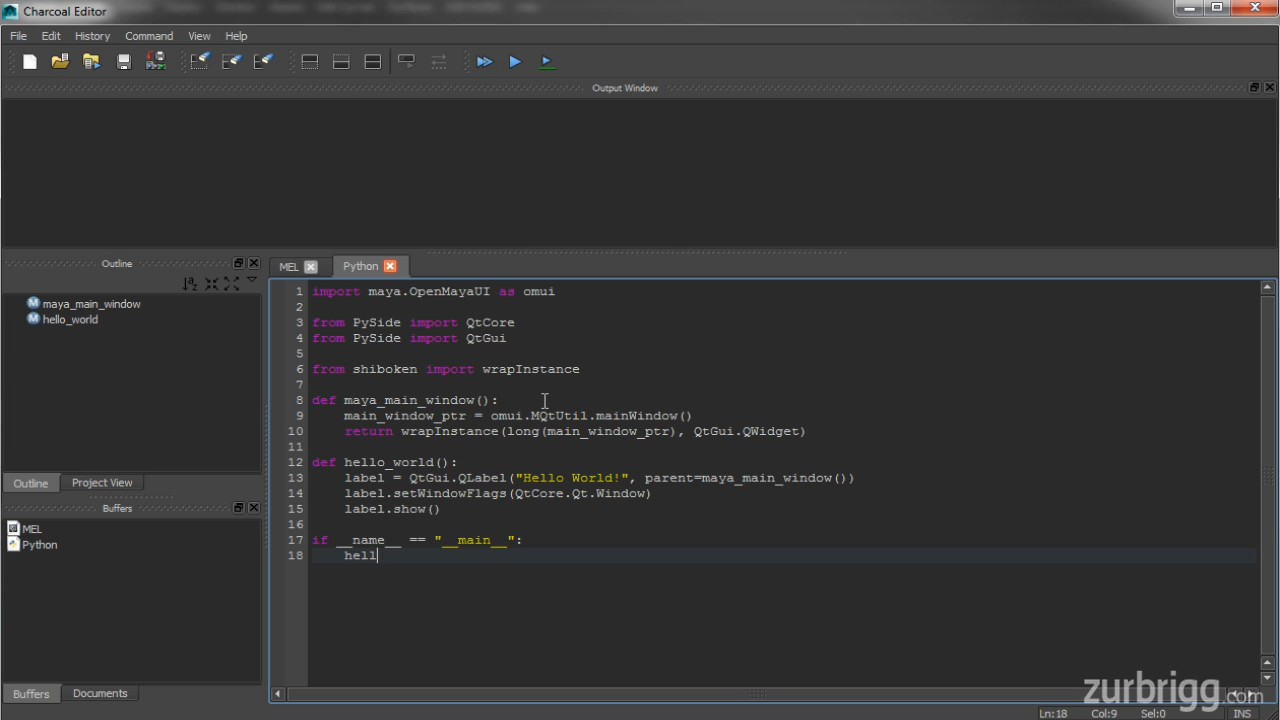 Charcoal Editor
File Edit History Command View Help
Output Window
Outline
MEL Python
maya_main_window
hello_world
Outline Project View
Buffers
MEL
Python
Buffers Documents
1 import maya.OpenMayaUI as omui
2
3 from PySide import QtCore
4 from PySide import QtGui
5
6 from shiboken import wrapInstance
7
8 def maya_main_window():
9     main_window_ptr = omui.MQtUtil.mainWindow()
10     return wrapInstance(long(main_window_ptr), QtGui.QWidget)
11
12 def hello_world():
13     label = QtGui.QLabel("Hello World!", parent=maya_main_window())
14     label.setWindowFlags(QtCore.Qt.Window)
15     label.show()
16
17 if __name__ == "__main__":
18     hell
zurbrigg.com
Ln:18 Col:9 Sel:0 INS